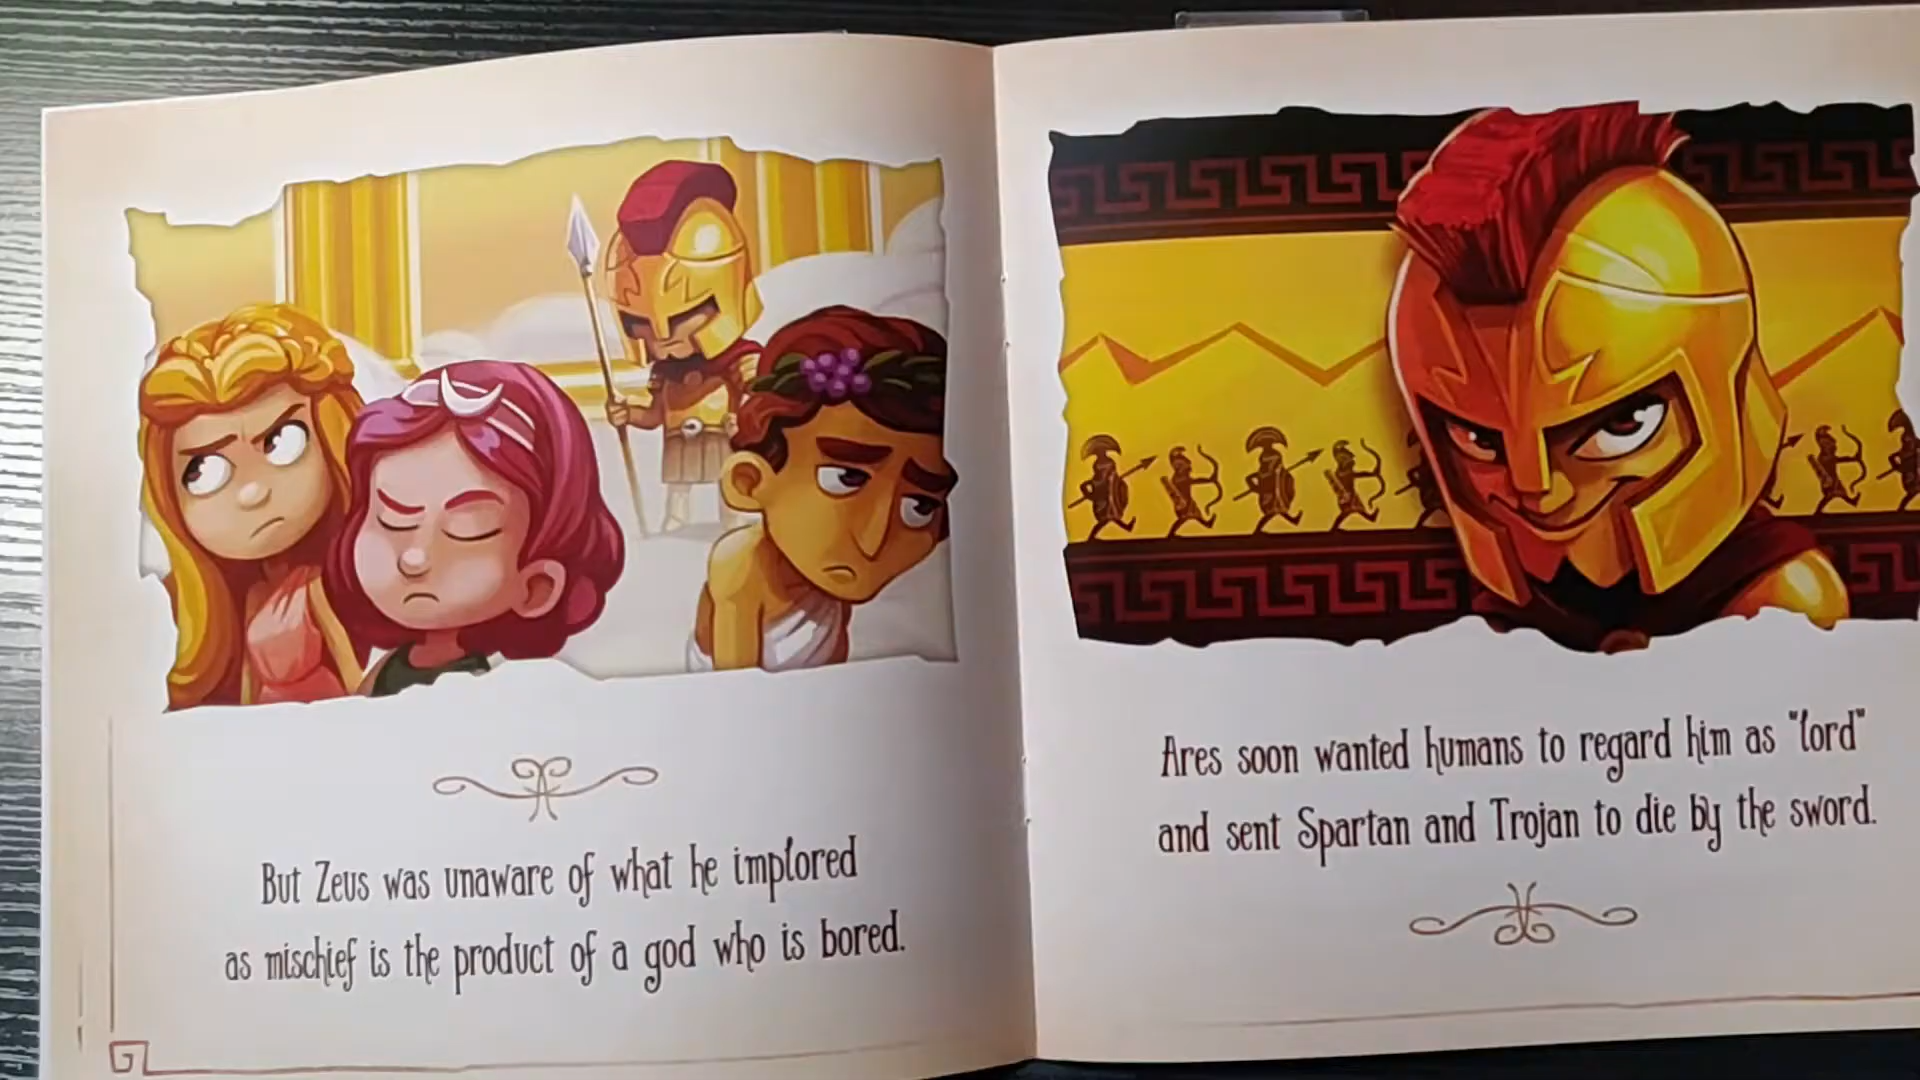 But Zeus was unaware of what he implored
as mischief is the product of a god who is bored.
Ares soon wanted humans to regard him as "lord"
and sent Spartan and Trojan to die by the sword.